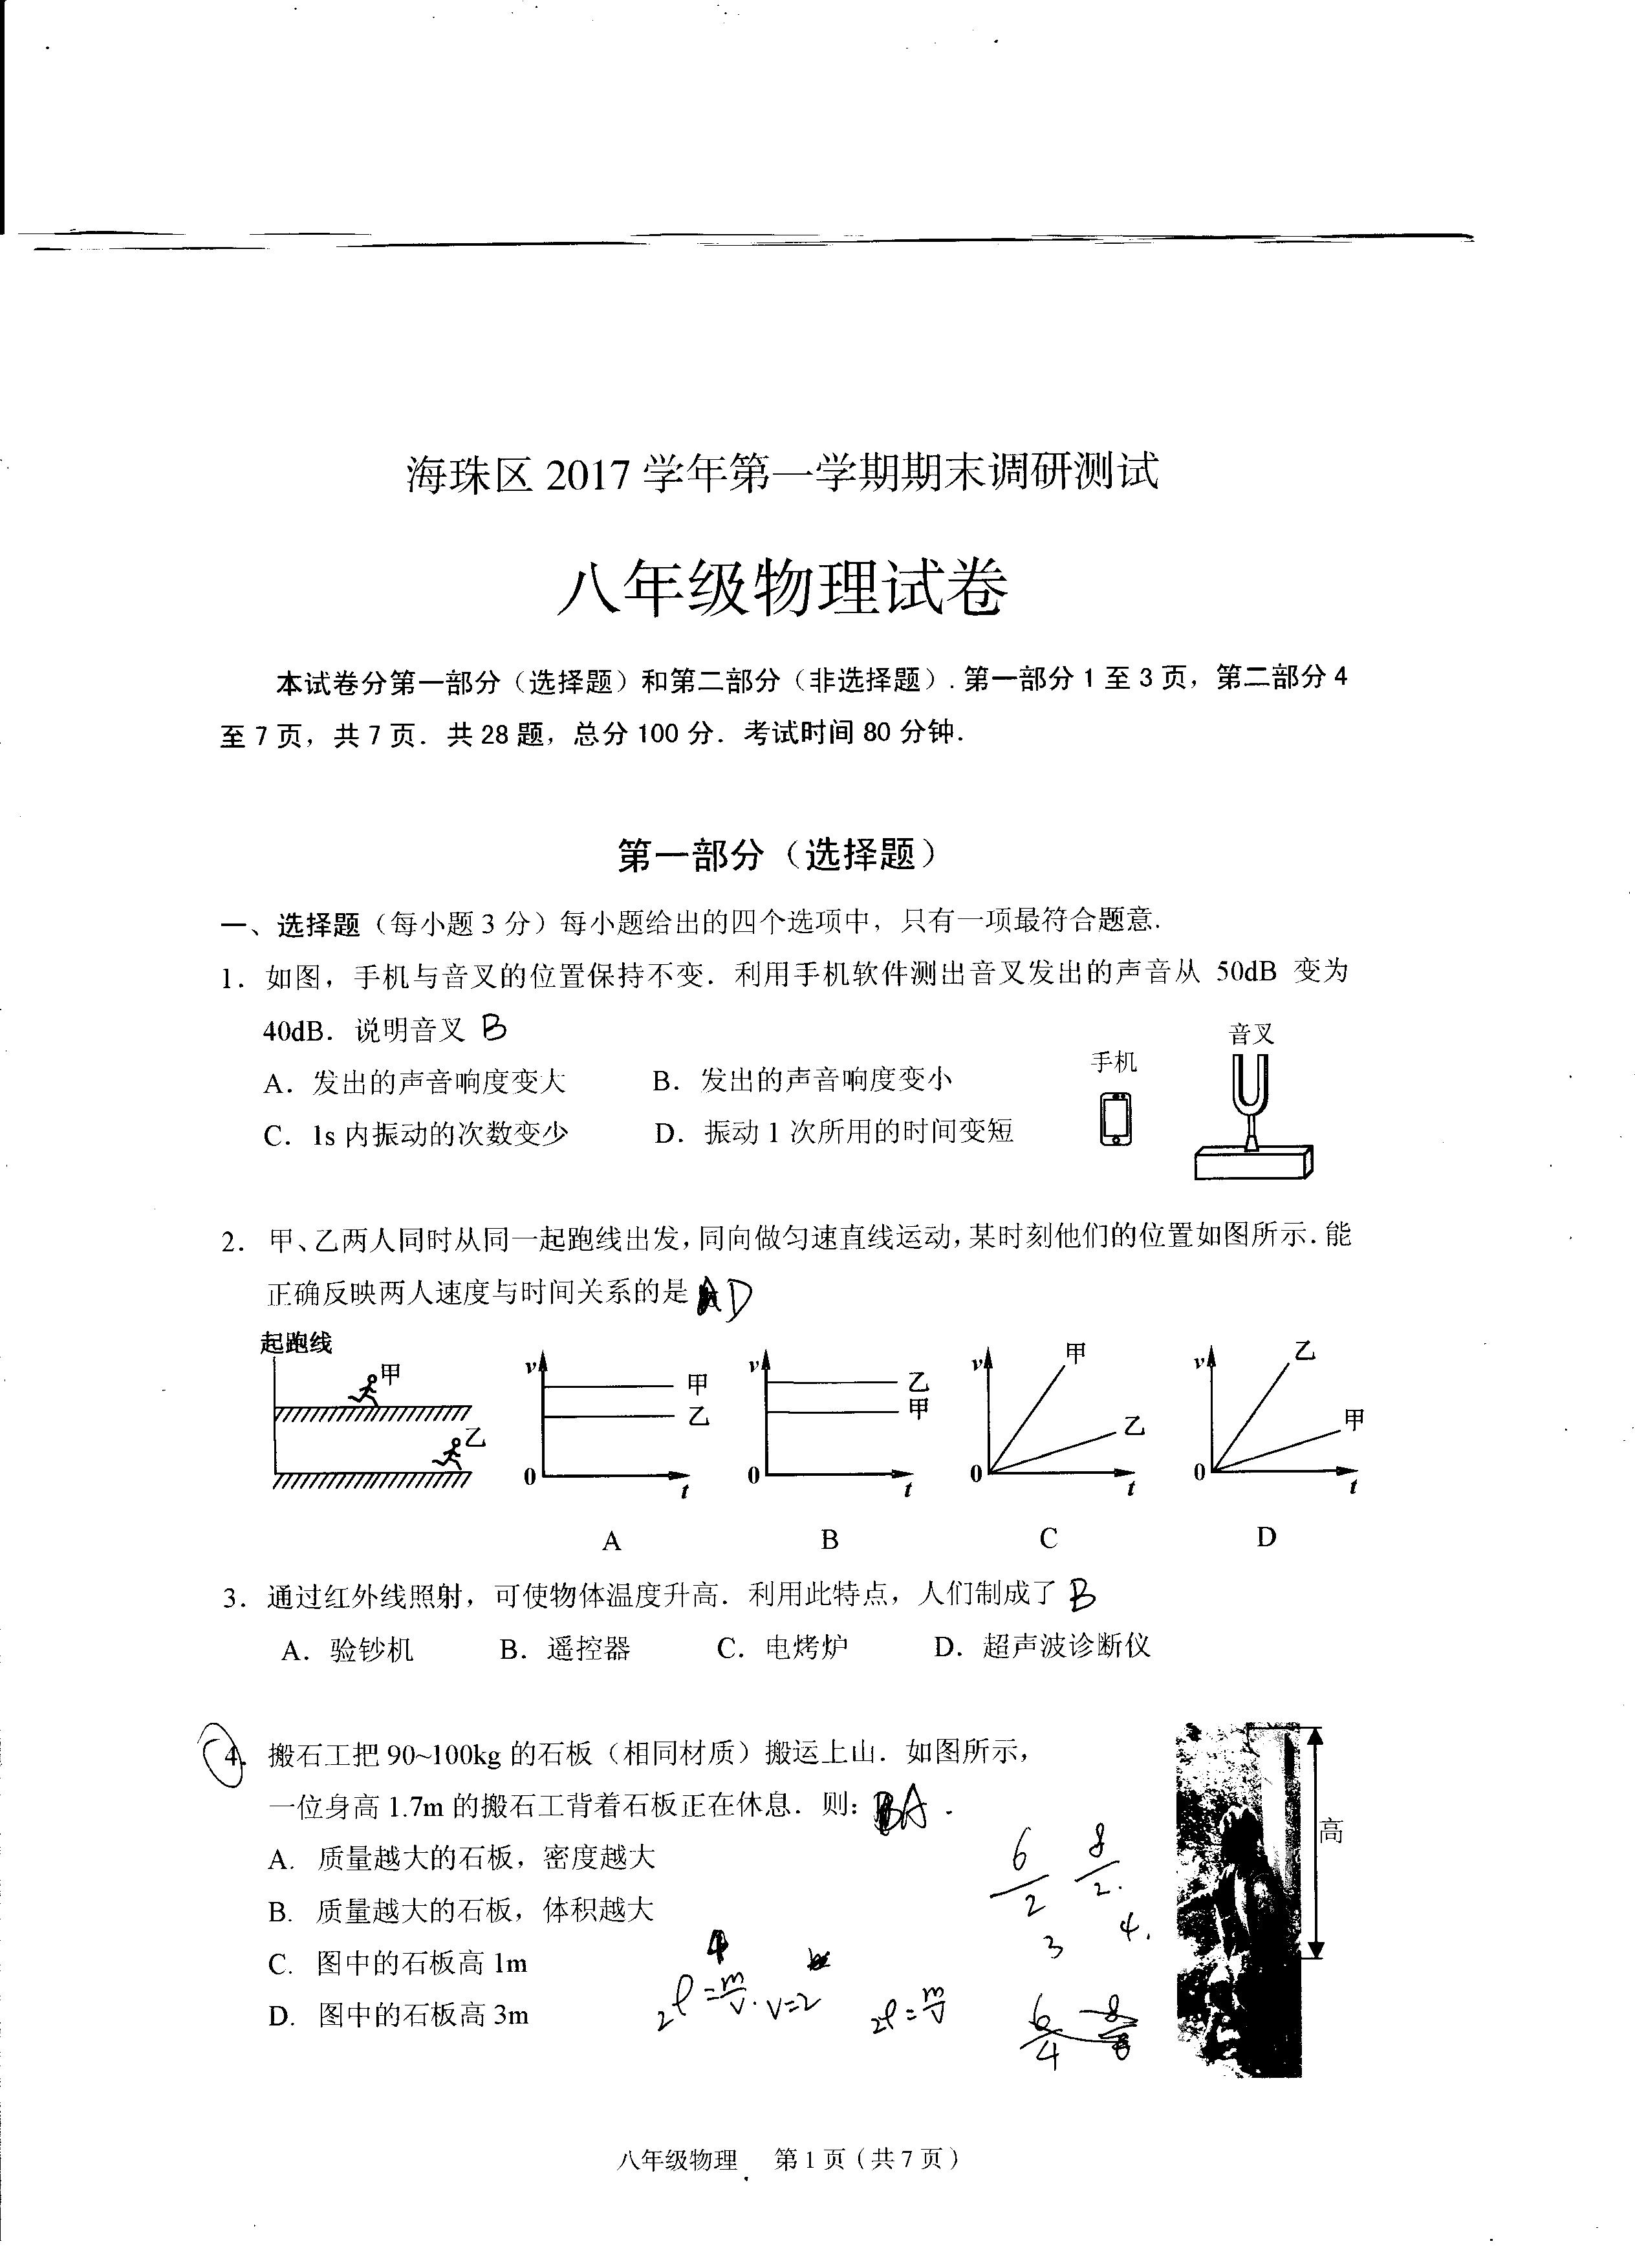 海珠区 2017 学年第一学期期末调研测试
八年级物理试卷
本试卷分第一部分（选择题）和第二部分（非选择题）. 第一部分 1 至 3 页，第二部分 4
至 7 页，共 7 页．共 28 题，总分 100 分．考试时间 80 分钟．
第一部分（选择题）
一、选择题（每小题 3 分）每小题给出的四个选项中，只有一项最符合题意.
1． 如图，手机与音叉的位置保持不变．利用手机软件测出音叉发出的声音从 50dB 变为
40dB．说明音叉 B
A．发出的声音响度变大 B．发出的声音响度变小
C．1s 内振动的次数变少 D．振动 1 次所用的时间变短
手机 音叉
2． 甲、乙两人同时从同一起跑线出发，同向做匀速直线运动，某时刻他们的位置如图所示．能
正确反映两人速度与时间关系的是 D
起跑线
甲
乙
v 甲 乙 0 t
v 乙 甲 0 t
v 甲 乙 0 t
v 乙 甲 0 t
A B C D
3．通过红外线照射，可使物体温度升高．利用此特点，人们制成了 B
A．验钞机 B．遥控器 C．电烤炉 D．超声波诊断仪
4. 搬石工把 90~100kg 的石板（相同材质）搬运上山．如图所示，
一位身高 1.7m 的搬石工背着石板正在休息．则: A .
A. 质量越大的石板，密度越大
B. 质量越大的石板，体积越大
C. 图中的石板高 1m
D. 图中的石板高 3m
高
6/2 8/2.
3 4.
2ρ=m/v. v=2 2ρ=m/v 6/4
八年级物理 第 1 页（共 7 页）